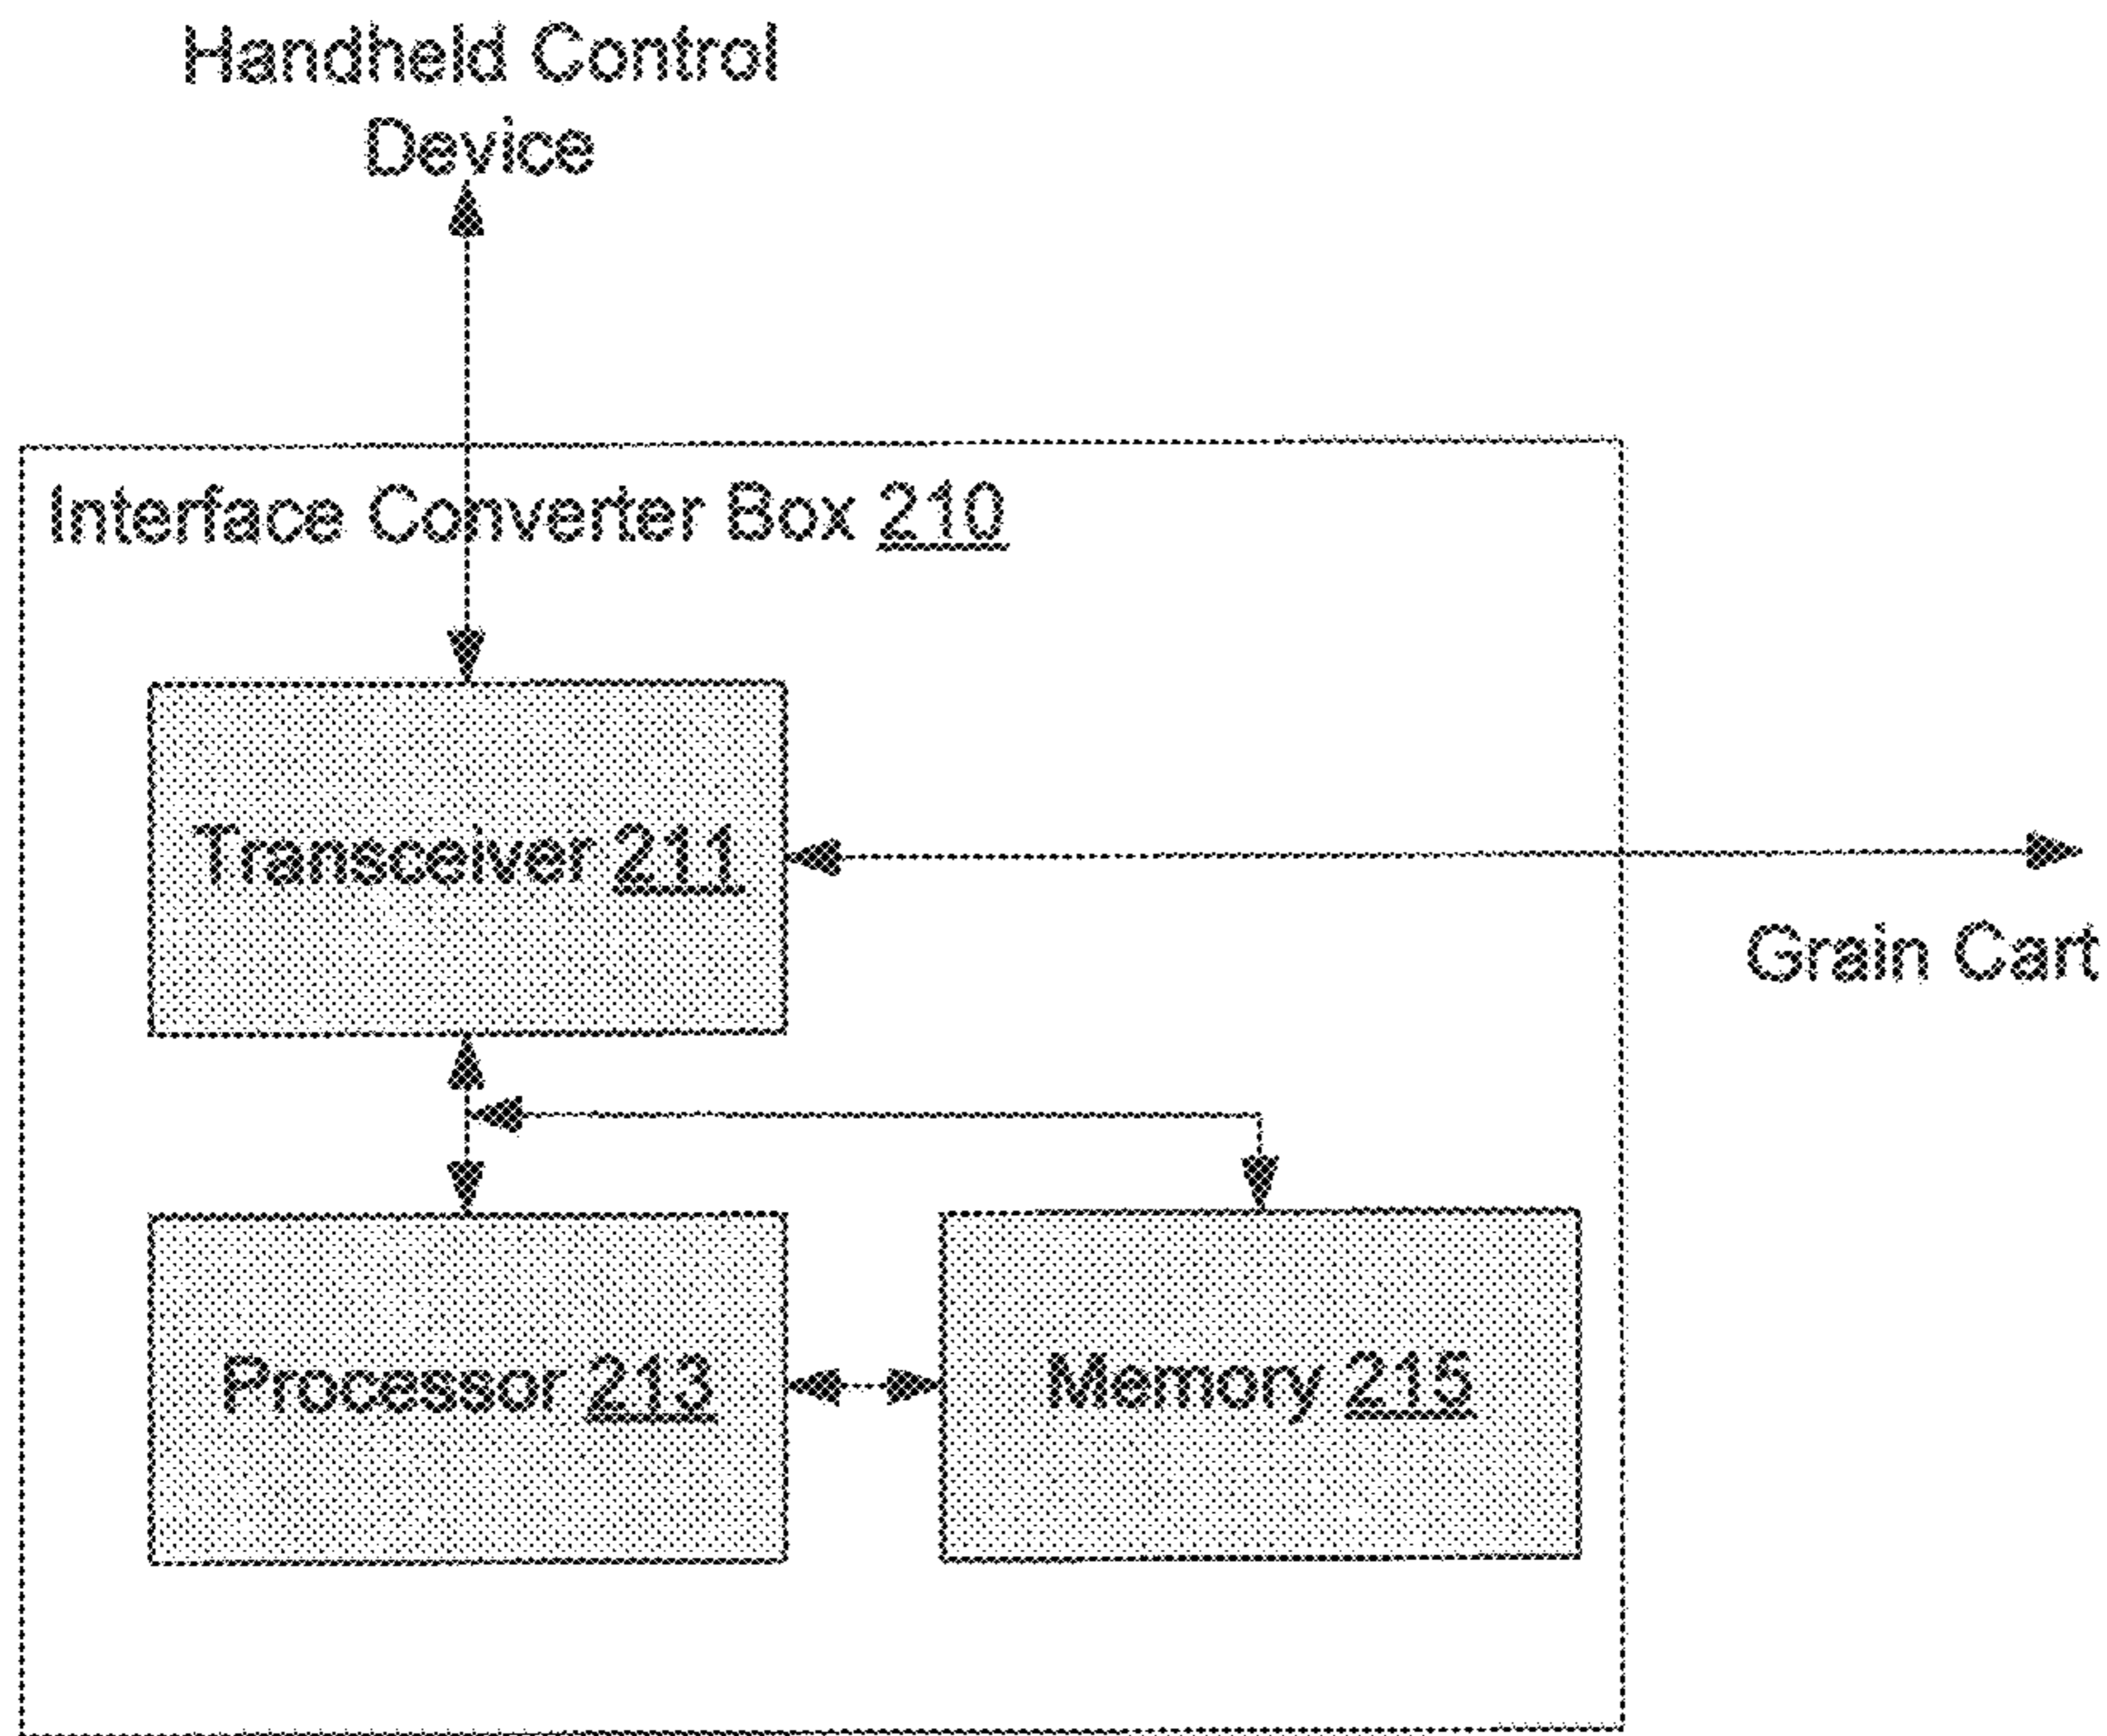 Handheld Control
Device
Interface Converter Box 210
Transceiver 211
Grain Cart
Processor 213
Memory 215